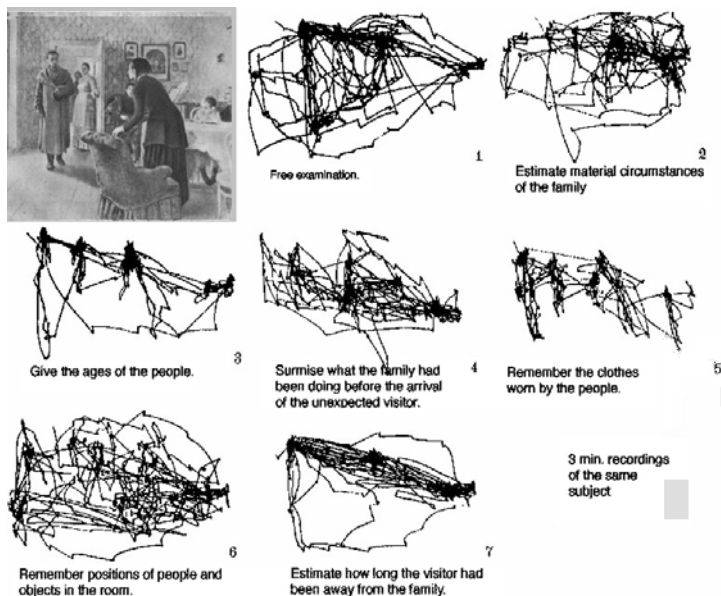 1
Free examination.
2
Estimate material circumstances
of the family
3
Give the ages of the people.
4
Surmise what the family had
been doing before the arrival
of the unexpected visitor.
5
Remember the clothes
worn by the people.
6
Remember positions of people and
objects in the room.
7
Estimate how long the visitor had
been away from the family.
3 min. recordings
of the same
subject